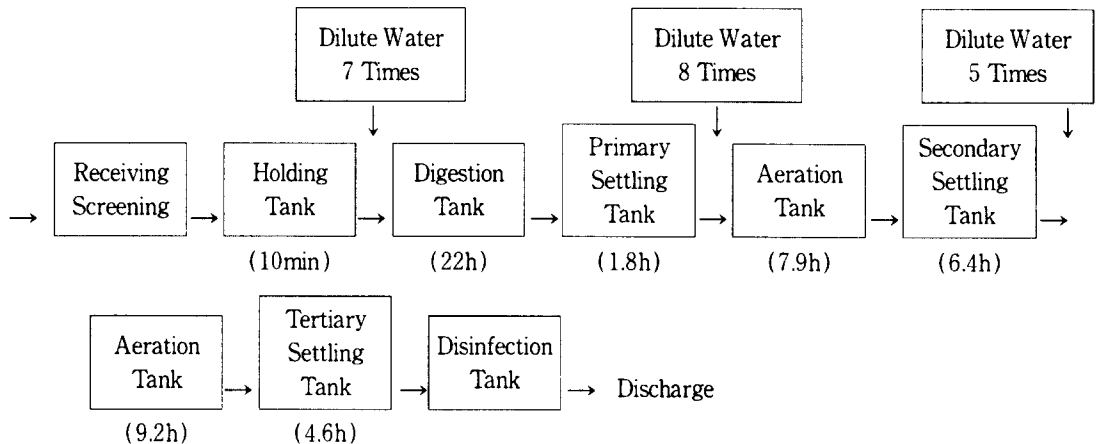 Dilute Water
7 Times
Dilute Water
8 Times
Dilute Water
5 Times
Receiving
Screening
Holding
Tank
Digestion
Tank
Primary
Settling
Tank
Aeration
Tank
Secondary
Settling
Tank
(10min)
(22h)
(1.8h)
(7.9h)
(6.4h)
Aeration
Tank
Tertiary
Settling
Tank
Disinfection
Tank
Discharge
(9.2h)
(4.6h)